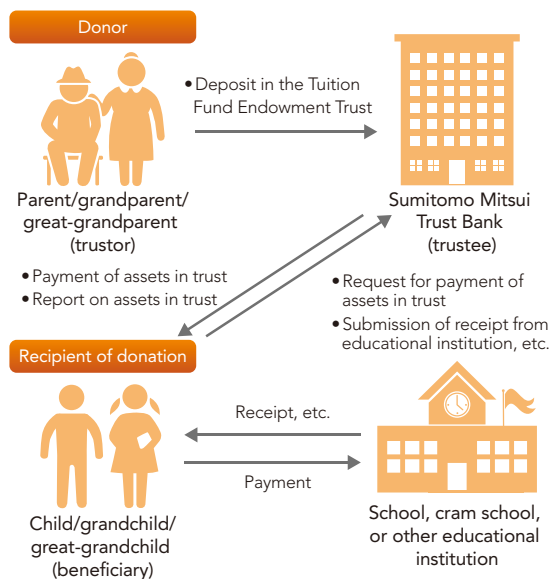 Donor
• Deposit in the Tuition
Fund Endowment Trust
Parent/grandparent/
great-grandparent
(trustor)
Sumitomo Mitsui
Trust Bank
(trustee)
• Payment of assets in trust
• Report on assets in trust
• Request for payment of
assets in trust
• Submission of receipt from
educational institution, etc.
Recipient of donation
Receipt, etc.
Payment
Child/grandchild/
great-grandchild
(beneficiary)
School, cram school,
or other educational
institution